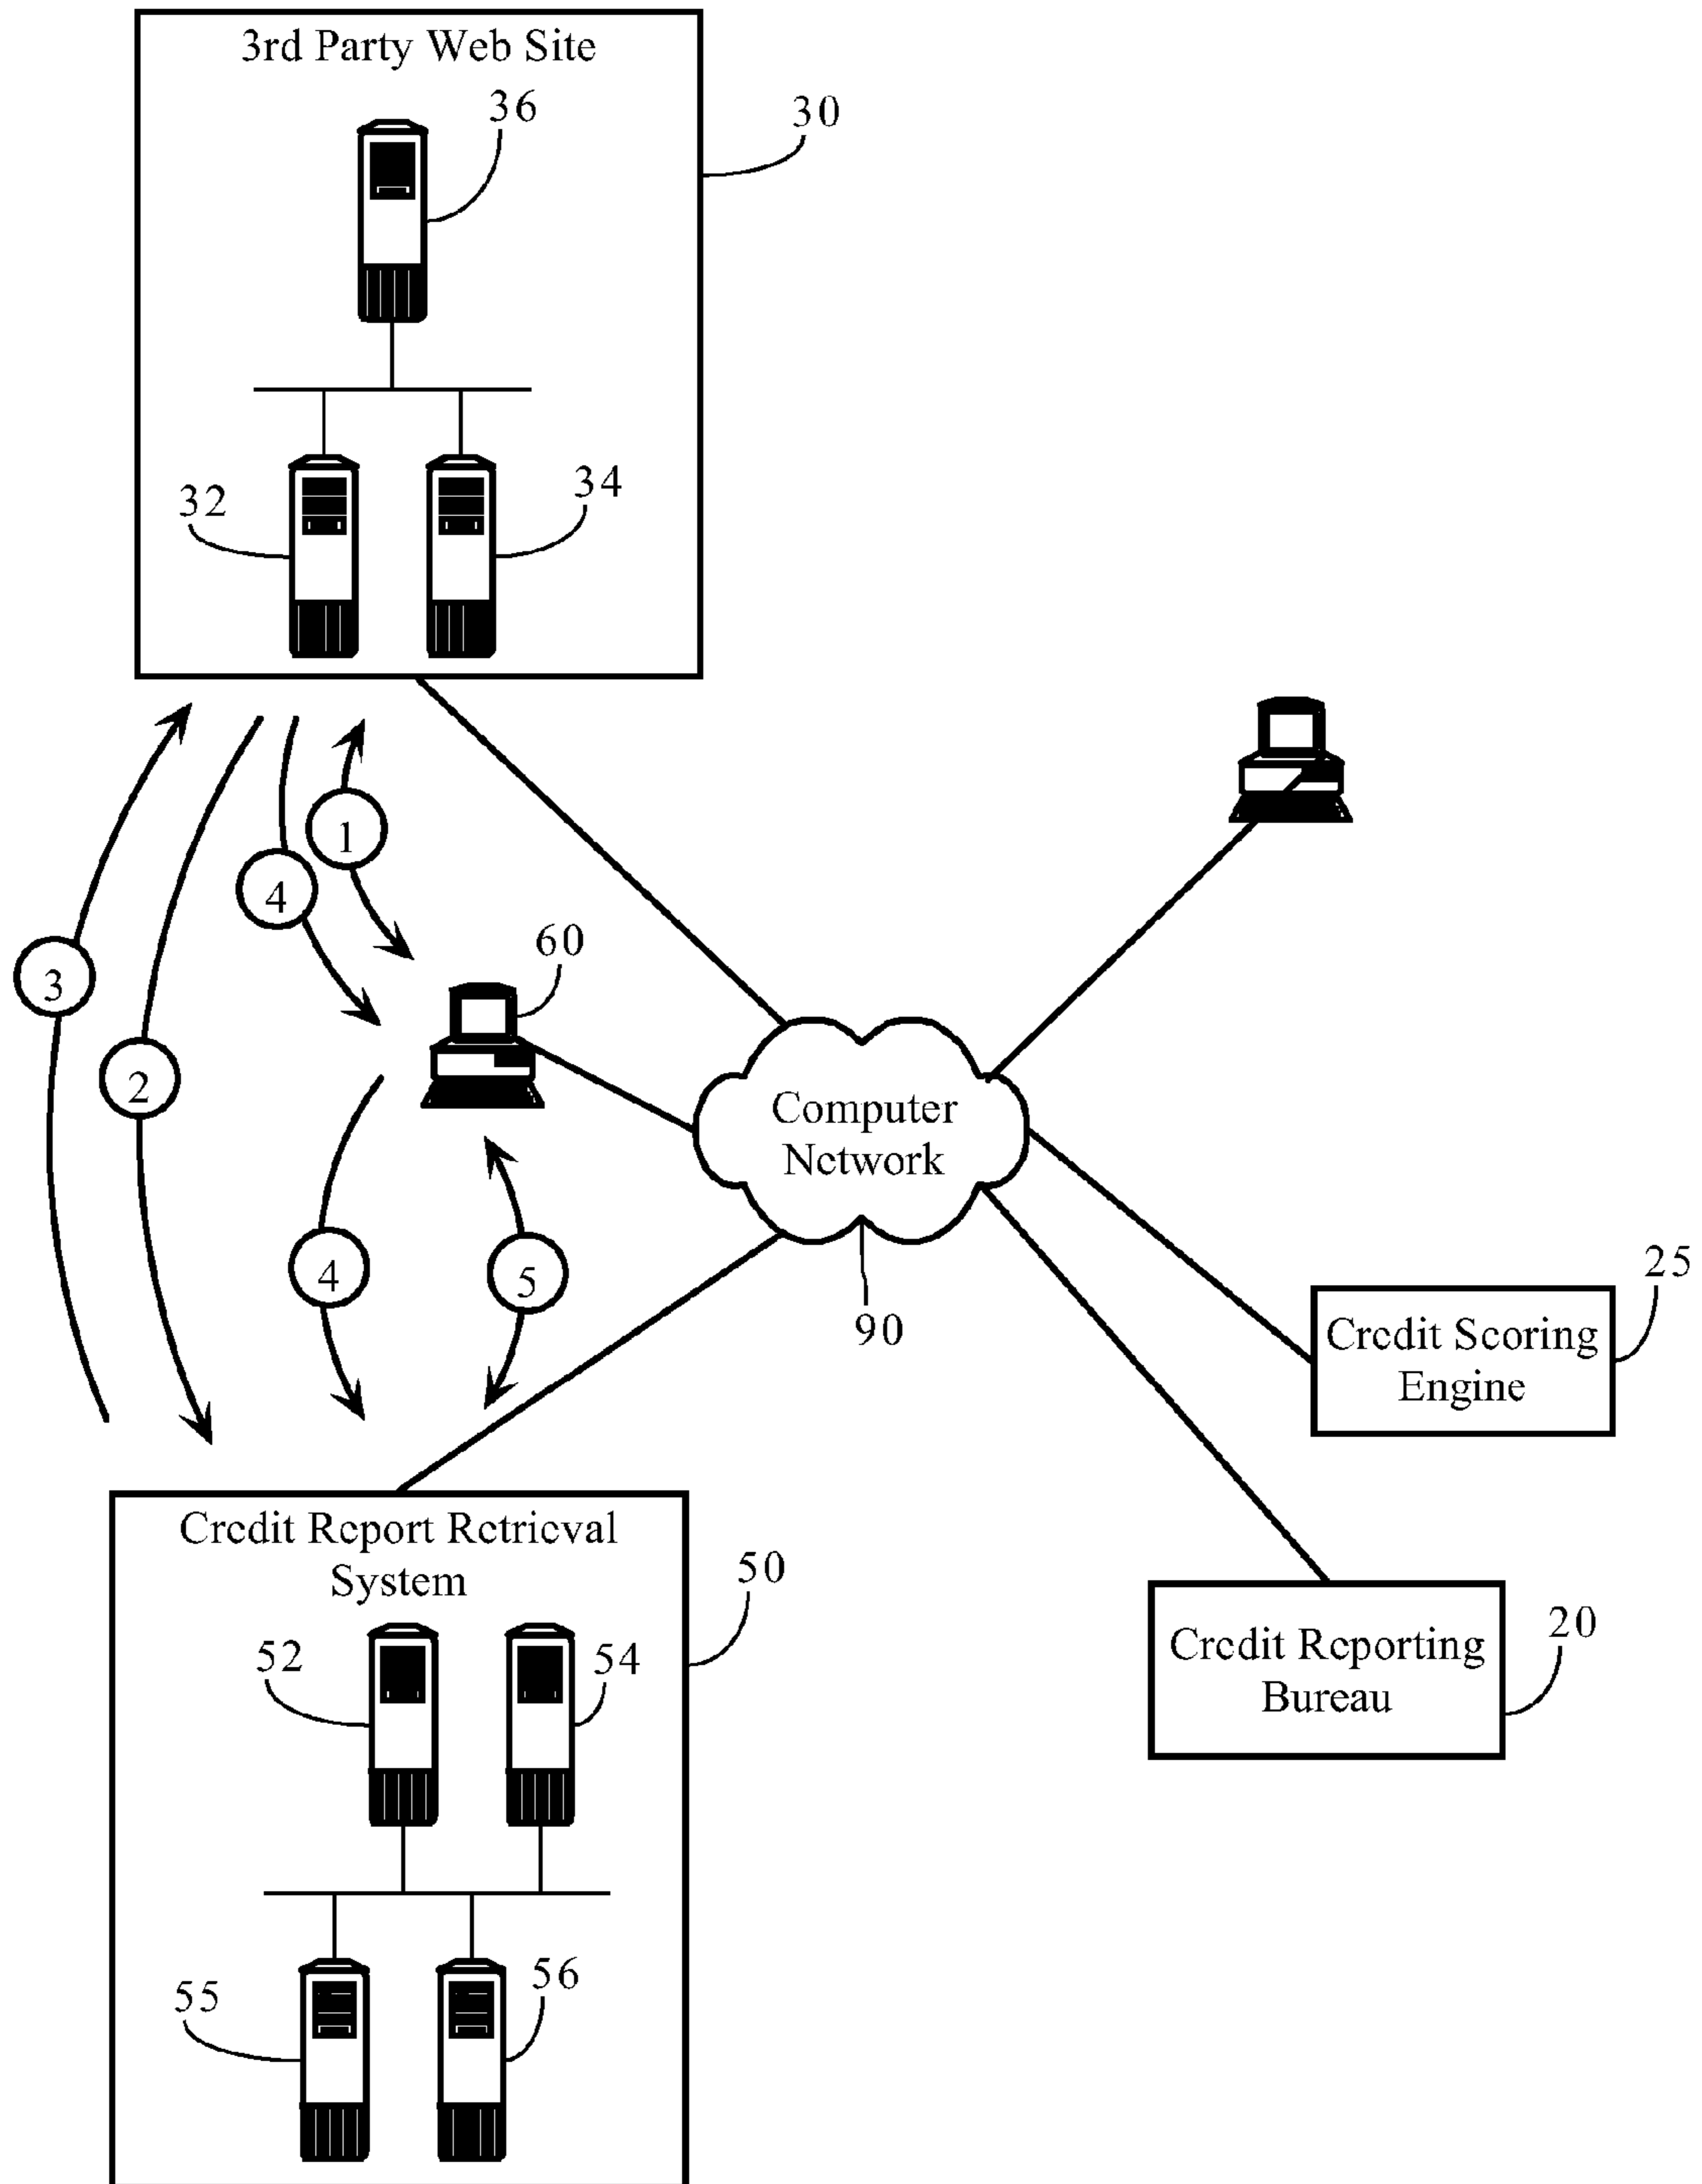 3rd Party Web Site
36
30
32
34
1
4
60
3
2
Computer
Network
4
5
90
25
Credit Scoring
Engine
Credit Report Retrieval
System
50
52
54
20
Credit Reporting
Bureau
55
56